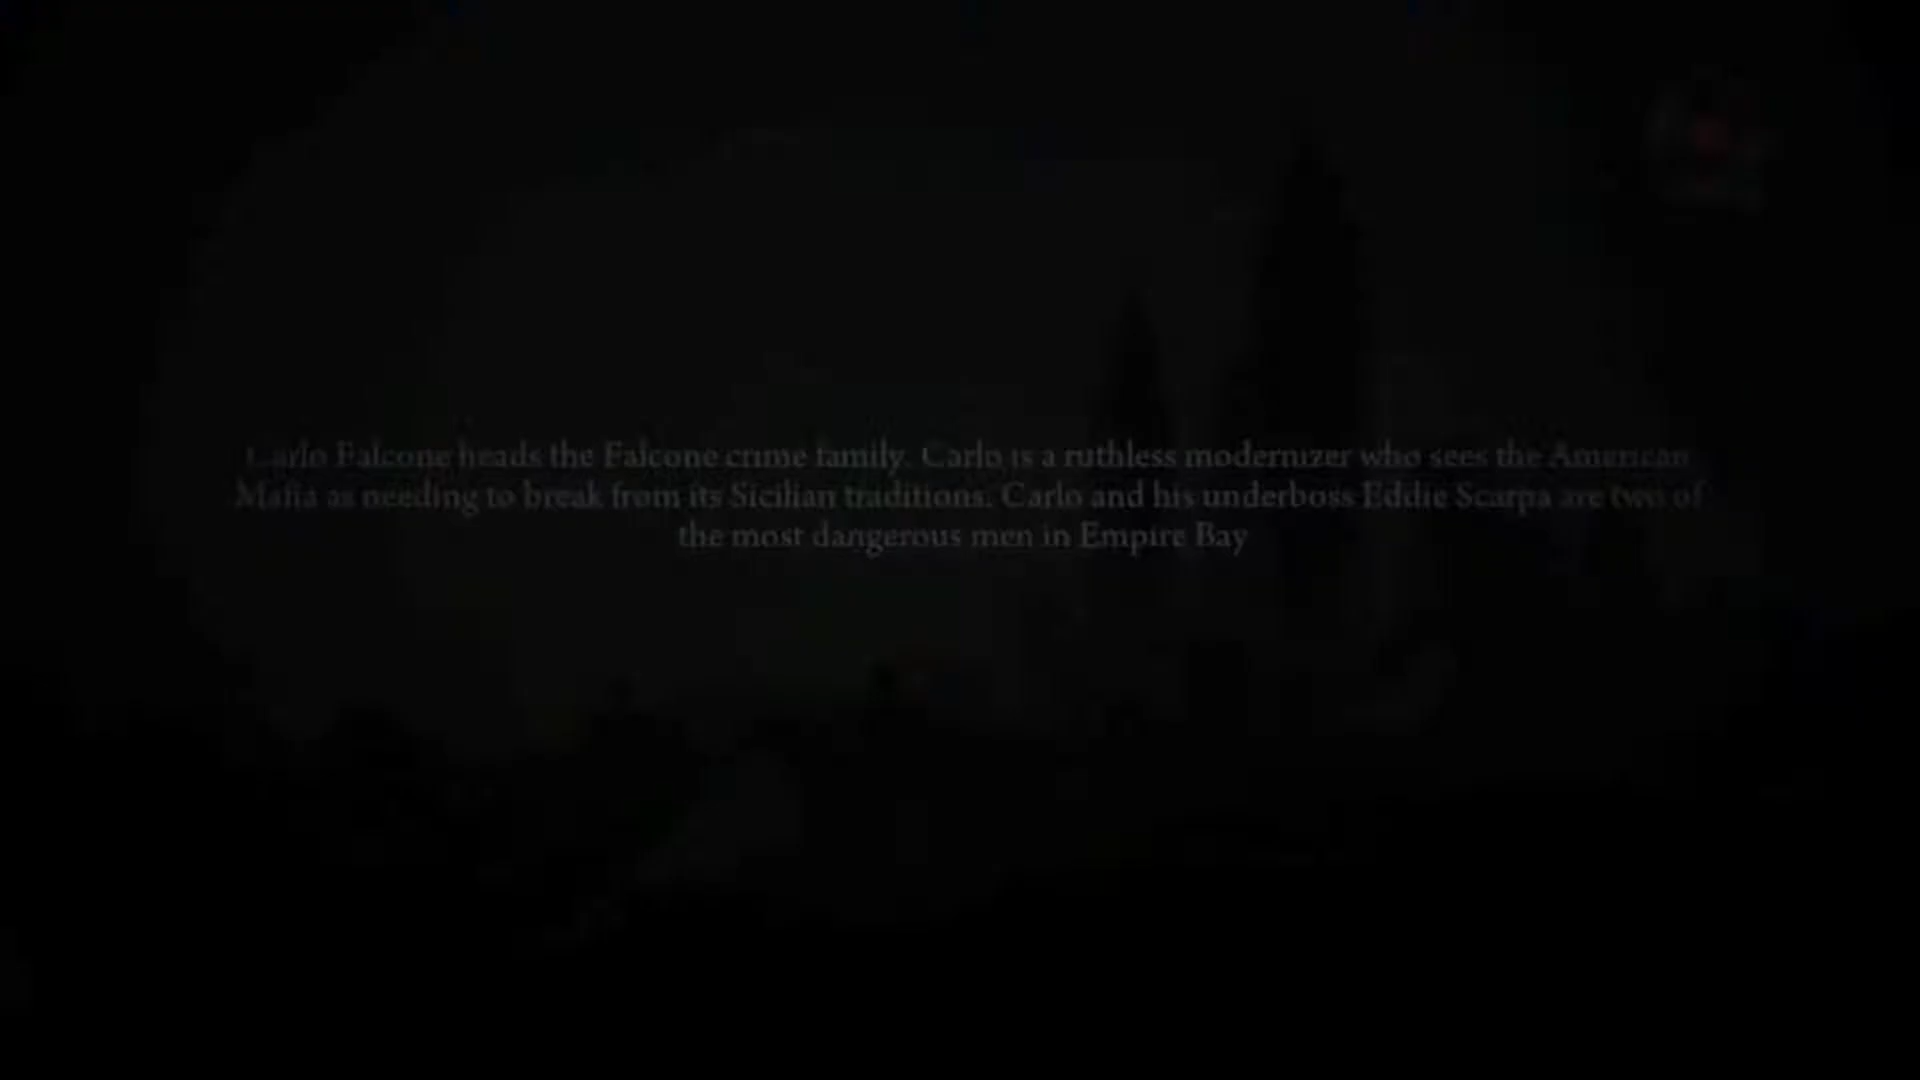 Carlo Falcone heads the Falcone crime family. Carlo is a ruthless modernizer who sees the American
Mafia as needing to break from its Sicilian traditions. Carlo and his underboss Eddie Scarpa are two of
the most dangerous men in Empire Bay